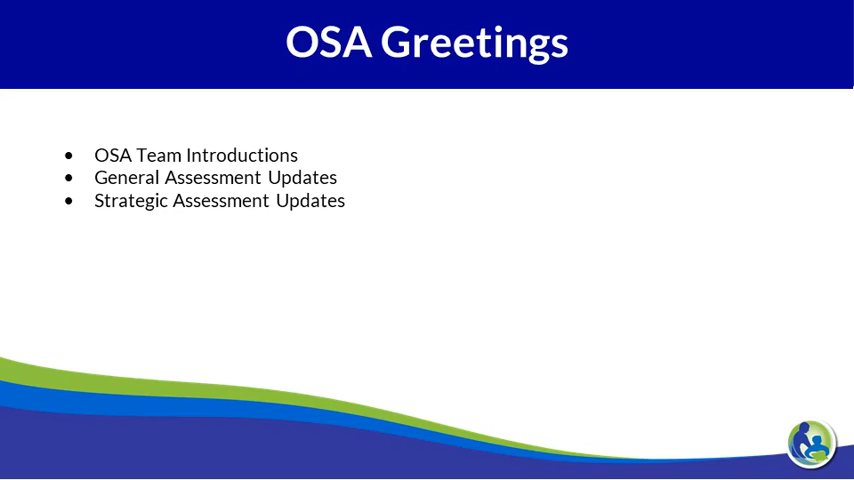 OSA Greetings
• OSA Team Introductions
• General Assessment Updates
• Strategic Assessment Updates